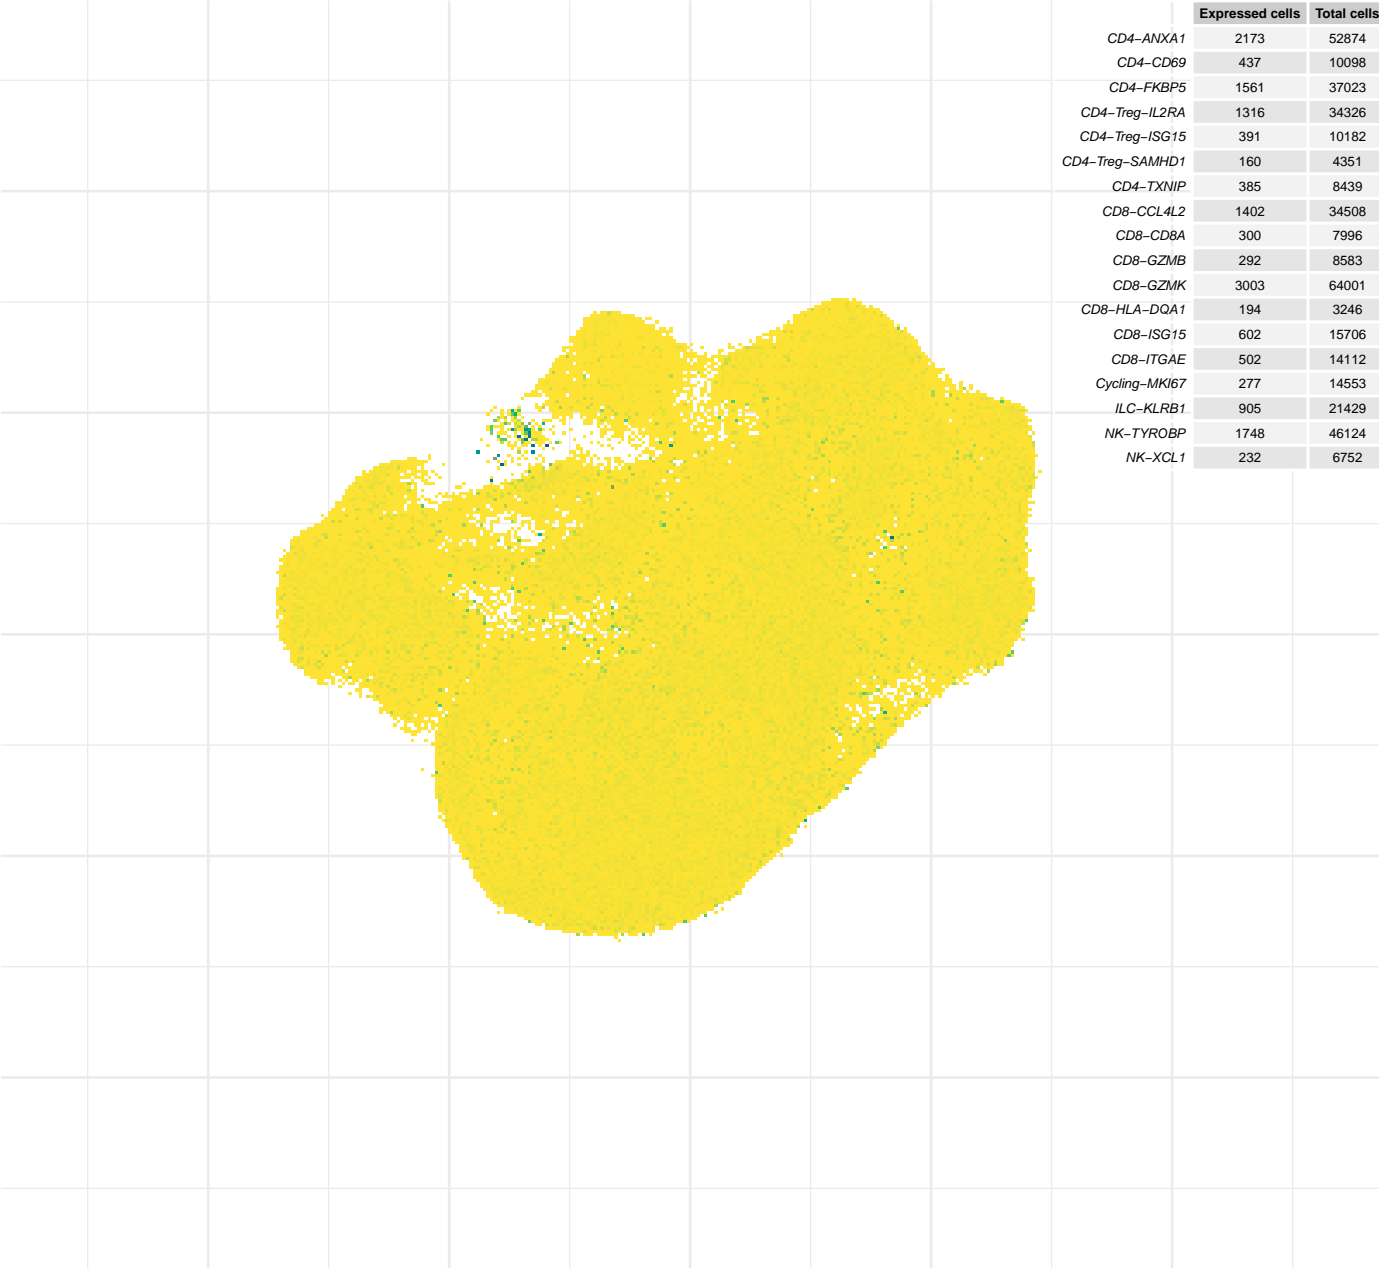 Expressed cells Total cells
CD4−ANXA1 2173 52874
CD4−CD69 437 10098
CD4−FKBP5 1561 37023
CD4−Treg−IL2RA 1316 34326
CD4−Treg−ISG15 391 10182
CD4−Treg−SAMHD1 160 4351
CD4−TXNIP 385 8439
CD8−CCL4L2 1402 34508
CD8−CD8A 300 7996
CD8−GZMB 292 8583
CD8−GZMK 3003 64001
CD8−HLA−DQA1 194 3246
CD8−ISG15 602 15706
CD8−ITGAE 502 14112
Cycling−MKI67 277 14553
ILC−KLRB1 905 21429
NK−TYROBP 1748 46124
NK−XCL1 232 6752